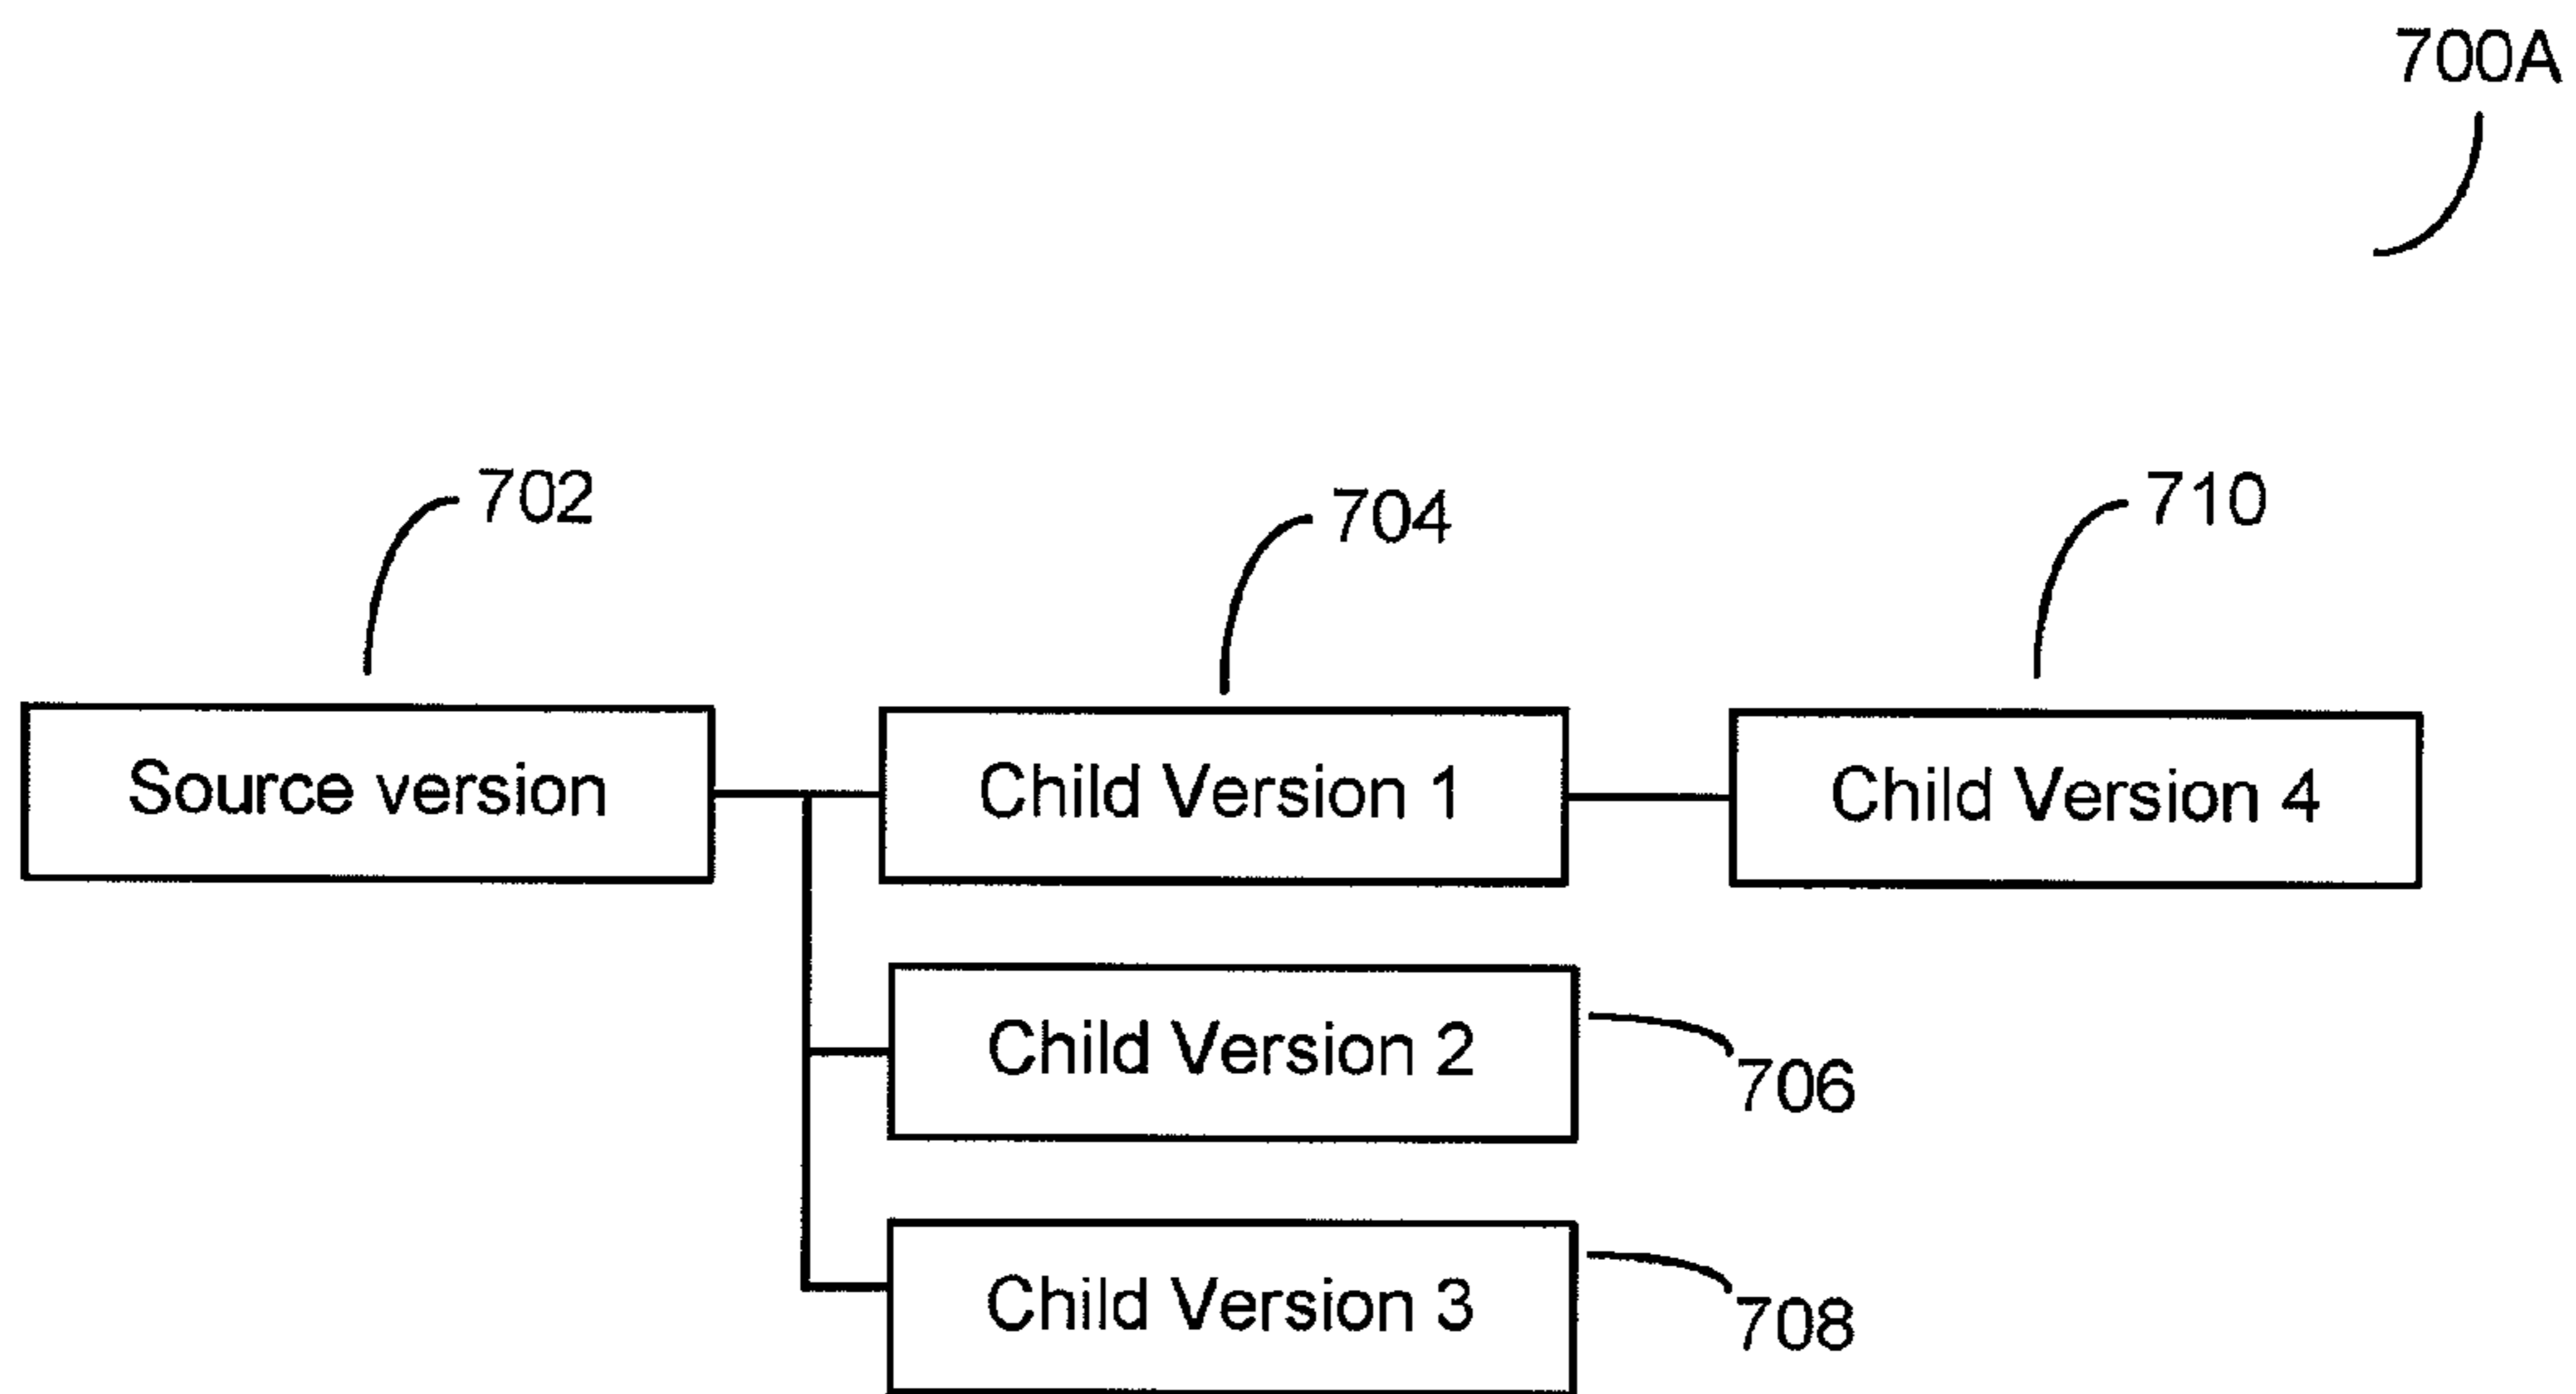 700A
702
704
710
Source version
Child Version 1
Child Version 4
Child Version 2
706
Child Version 3
708